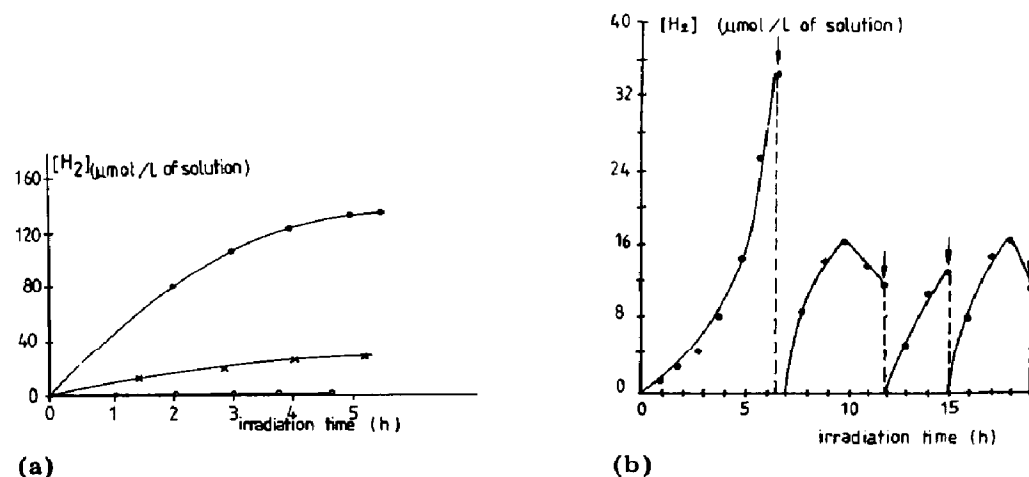 [H2] (µmol/L of solution)
160
120
80
40
0
0 1 2 3 4 5
irradiation time (h)
(a)
[H2] (µmol/L of solution)
40
32
24
16
8
0
0 5 10 15
irradiation time (h)
(b)